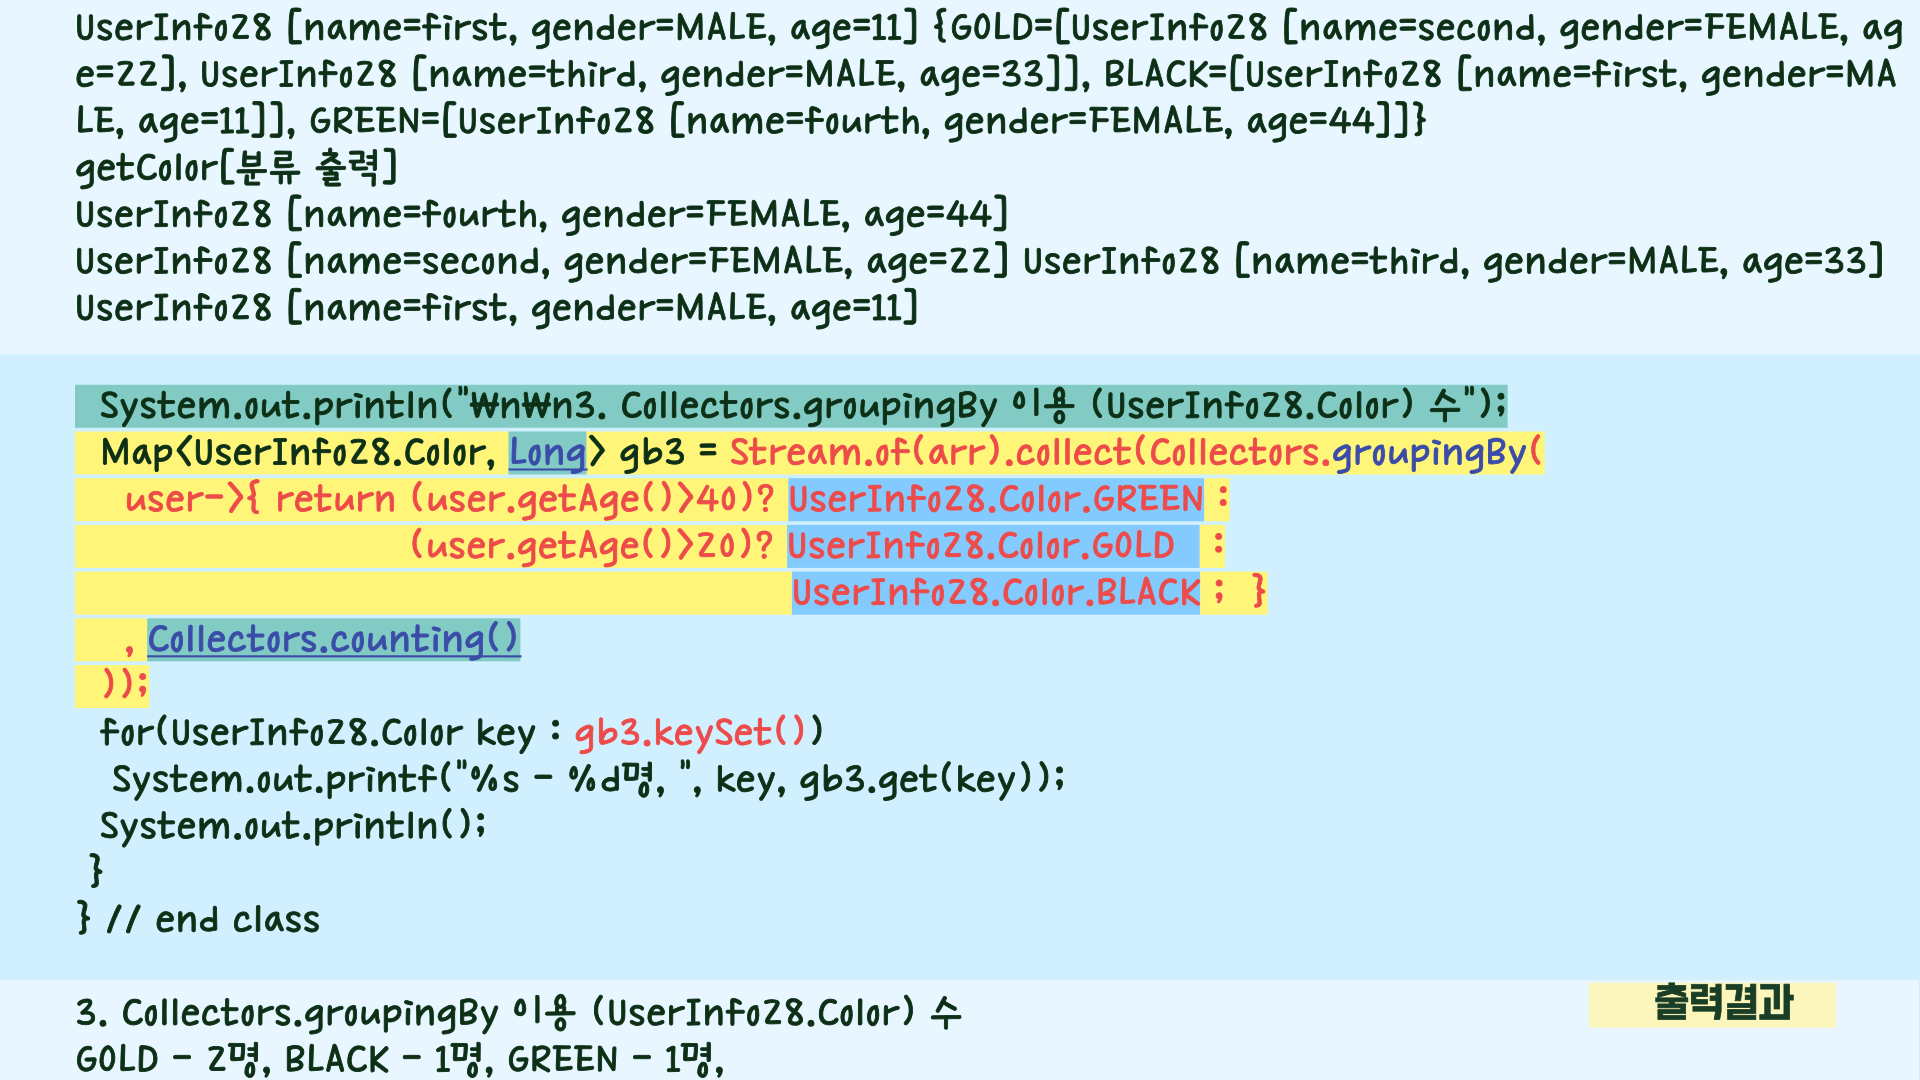 UserInfo28 [name=first, gender=MALE, age=11] {GOLD=[UserInfo28 [name=second, gender=FEMALE, ag
e=22], UserInfo28 [name=third, gender=MALE, age=33]], BLACK=[UserInfo28 [name=first, gender=MA
LE, age=11]], GREEN=[UserInfo28 [name=fourth, gender=FEMALE, age=44]]}
getColor[분류 출력]
UserInfo28 [name=fourth, gender=FEMALE, age=44]
UserInfo28 [name=second, gender=FEMALE, age=22] UserInfo28 [name=third, gender=MALE, age=33]
UserInfo28 [name=first, gender=MALE, age=11]
System.out.println("₩n₩n3. Collectors.groupingBy 이용 (UserInfo28.Color) 수");
Map<UserInfo28.Color, Long> gb3 = Stream.of(arr).collect(Collectors.groupingBy(
user->{ return (user.getAge()>40)? UserInfo28.Color.GREEN :
(user.getAge()>20)? UserInfo28.Color.GOLD :
UserInfo28.Color.BLACK ; }
, Collectors.counting()
));
for(UserInfo28.Color key : gb3.keySet())
System.out.printf("%s - %d명, ", key, gb3.get(key));
System.out.println();
}
} // end class
출력결과
3. Collectors.groupingBy 이용 (UserInfo28.Color) 수
GOLD - 2명, BLACK - 1명, GREEN - 1명,